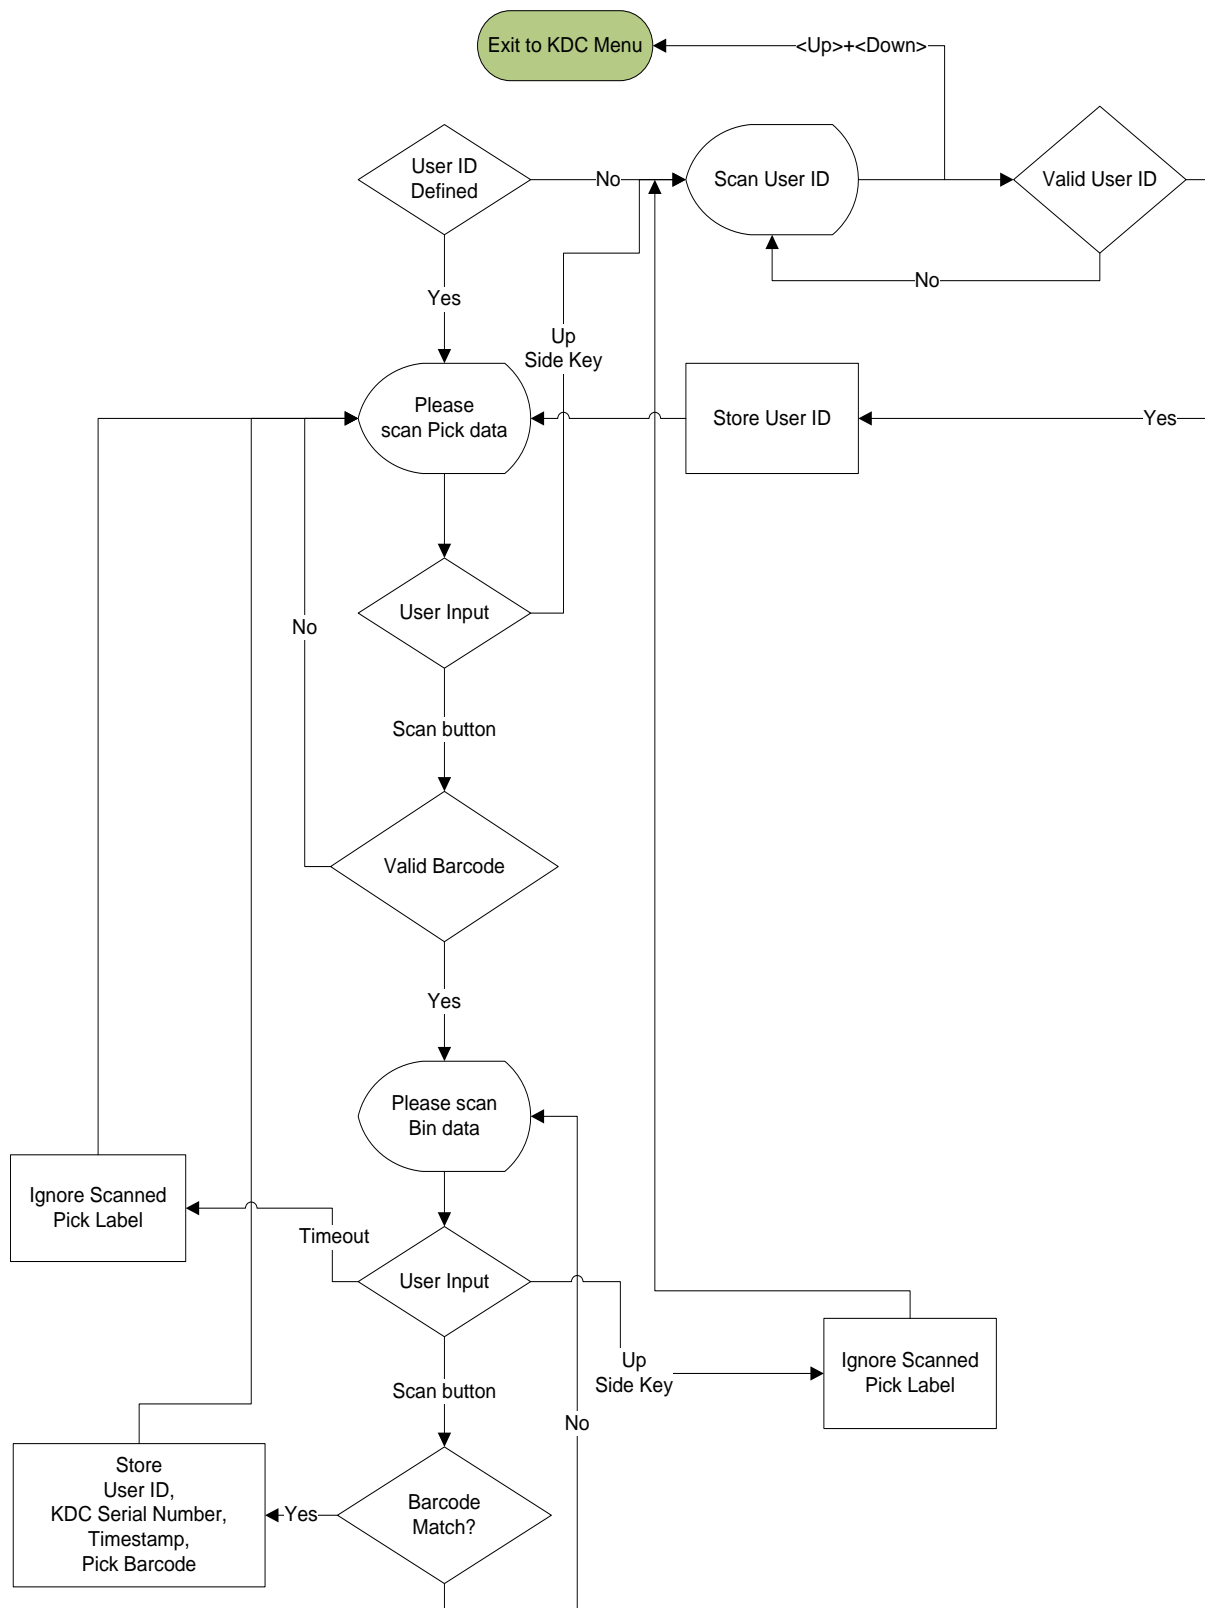 Exit to KDC Menu
<Up>+<Down>
User ID
Defined
No
Scan User ID
Valid User ID
No
Yes
Up
Side Key
Please
scan Pick data
Store User ID
Yes
User Input
No
Scan button
Valid Barcode
Yes
Please scan
Bin data
Ignore Scanned
Pick Label
Timeout
User Input
Up
Side Key
Ignore Scanned
Pick Label
Scan button
No
Store
User ID,
KDC Serial Number,
Timestamp,
Pick Barcode
Yes
Barcode
Match?